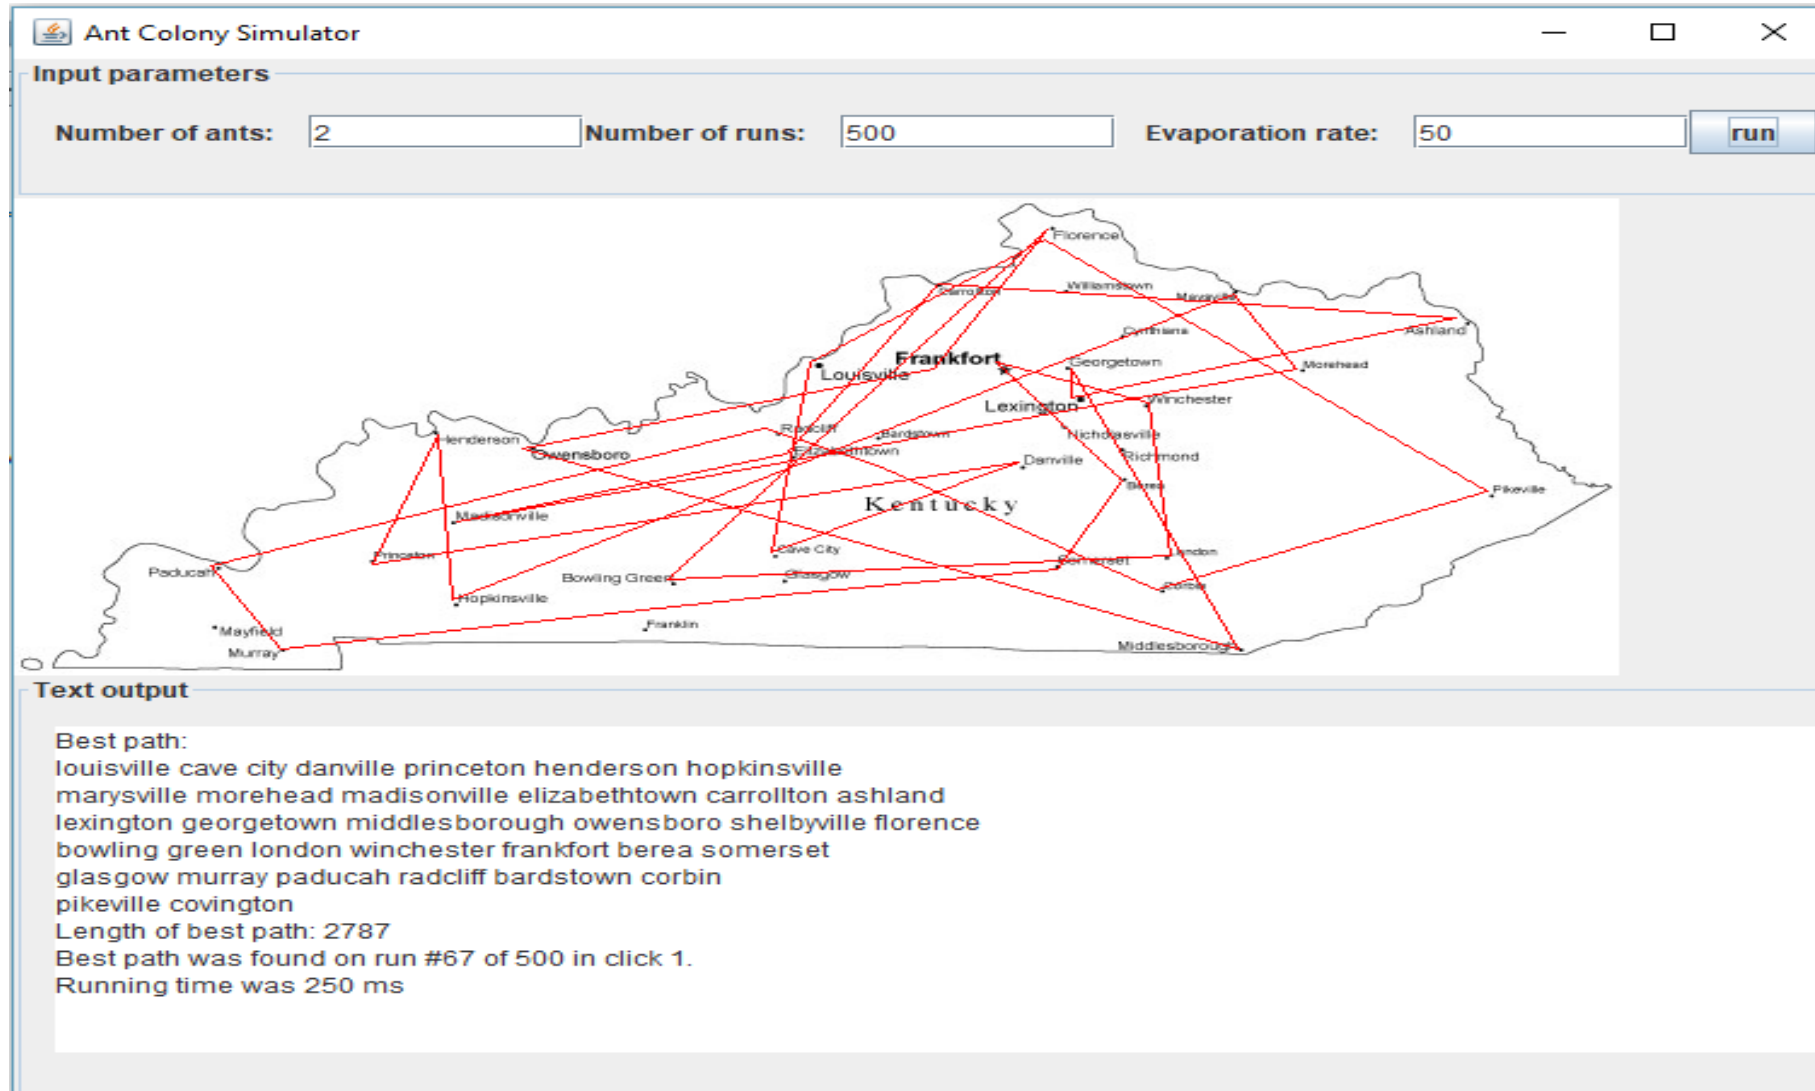 Ant Colony Simulator
Input parameters
Number of ants: 2 Number of runs: 500 Evaporation rate: 50 run
Florence
Carrollton
Williamstown
Maysville
Cynthiana
Ashland
Frankfort
Georgetown
Morehead
Louisville
Lexington
Winchester
Henderson
Radcliff
Bardstown
Nicholasville
Owensboro
Elizabethtown
Richmond
Danville
Berea
Pikeville
Kentucky
Madisonville
Princeton
Cave City
London
Paducah
Bowling Green
Glasgow
Somerset
Corbin
Hopkinsville
Mayfield
Franklin
Murray
Middlesborough
Text output
Best path:
louisville cave city danville princeton henderson hopkinsville
marysville morehead madisonville elizabethtown carrollton ashland
lexington georgetown middlesborough owensboro shelbyville florence
bowling green london winchester frankfort berea somerset
glasgow murray paducah radcliff bardstown corbin
pikeville covington
Length of best path: 2787
Best path was found on run #67 of 500 in click 1.
Running time was 250 ms